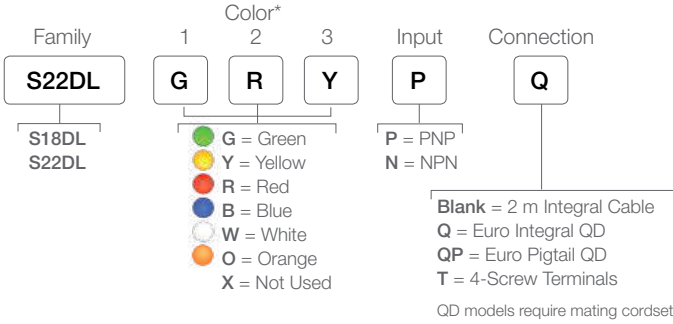 Color*
Family 1 2 3 Input Connection
S22DL G R Y P Q
S18DL
S22DL
G = Green
Y = Yellow
R = Red
B = Blue
W = White
O = Orange
X = Not Used
P = PNP
N = NPN
Blank = 2 m Integral Cable
Q = Euro Integral QD
QP = Euro Pigtail QD
T = 4-Screw Terminals
QD models require mating cordset